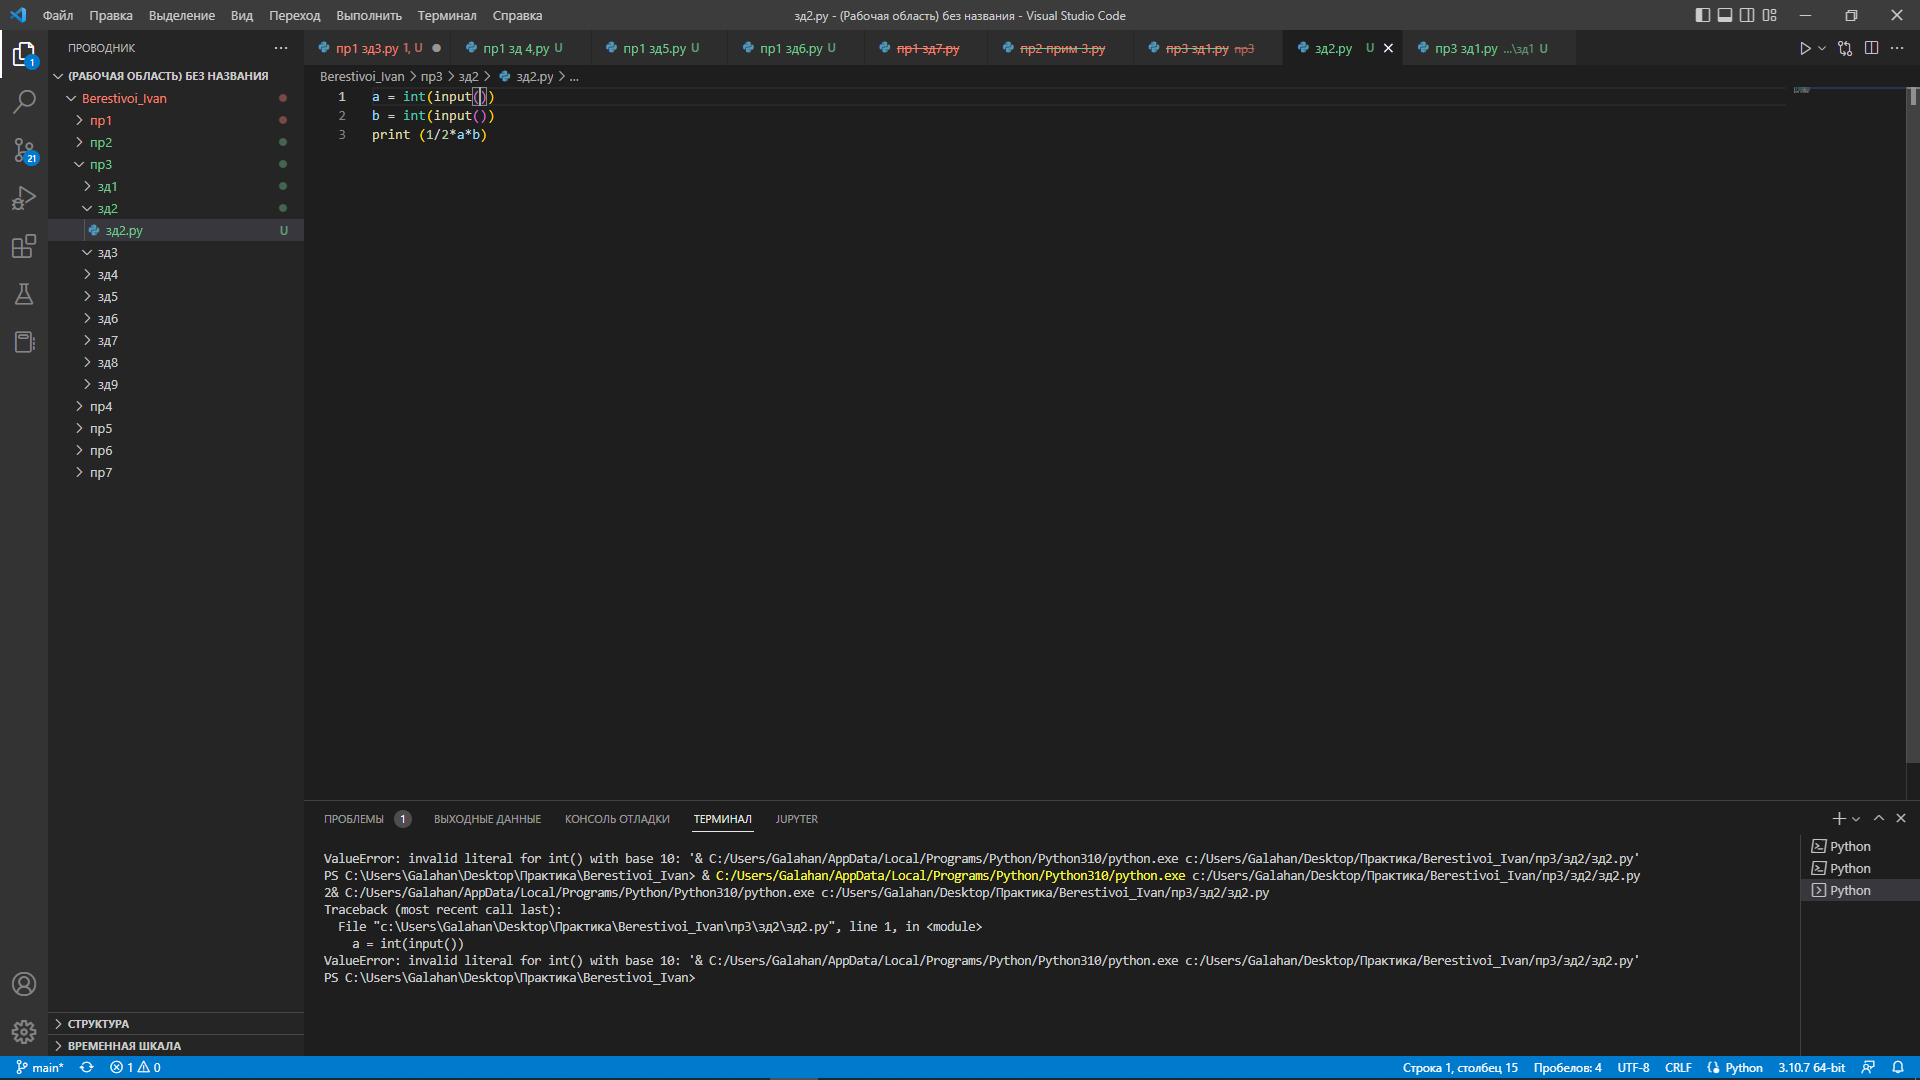 Файл Правка Выделение Вид Переход Выполнить Терминал Справка
зд2.py - (Рабочая область) без названия - Visual Studio Code
ПРОВОДНИК
(РАБОЧАЯ ОБЛАСТЬ) БЕЗ НАЗВАНИЯ
Berestivoi_Ivan
пр1
пр2
пр3
зд1
зд2
зд2.py U
зд3
зд4
зд5
зд6
зд7
зд8
зд9
пр4
пр5
пр6
пр7
СТРУКТУРА
ВРЕМЕННАЯ ШКАЛА
1
21
пр1 зд3.py 1, U
пр1 зд 4,py U
пр1 зд5.py U
пр1 зд6.py U
пр1 зд7.py
пр2 прим 3.py
пр3 зд1.py пр3
зд2.py U
пр3 зд1.py ...\зд1 U
Berestivoi_Ivan > пр3 > зд2 > зд2.py > ...
1 a = int(input())
2 b = int(input())
3 print (1/2*a*b)
ПРОБЛЕМЫ 1 ВЫХОДНЫЕ ДАННЫЕ КОНСОЛЬ ОТЛАДКИ ТЕРМИНАЛ JUPYTER
ValueError: invalid literal for int() with base 10: '& C:/Users/Galahan/AppData/Local/Programs/Python/Python310/python.exe c:/Users/Galahan/Desktop/Практика/Berestivoi_Ivan/пр3/зд2/зд2.py'
PS C:\Users\Galahan\Desktop\Практика\Berestivoi_Ivan> & C:/Users/Galahan/AppData/Local/Programs/Python/Python310/python.exe c:/Users/Galahan/Desktop/Практика/Berestivoi_Ivan/пр3/зд2/зд2.py
2& C:/Users/Galahan/AppData/Local/Programs/Python/Python310/python.exe c:/Users/Galahan/Desktop/Практика/Berestivoi_Ivan/пр3/зд2/зд2.py
Traceback (most recent call last):
File "c:\Users\Galahan\Desktop\Практика\Berestivoi_Ivan\пр3\зд2\зд2.py", line 1, in <module>
a = int(input())
ValueError: invalid literal for int() with base 10: '& C:/Users/Galahan/AppData/Local/Programs/Python/Python310/python.exe c:/Users/Galahan/Desktop/Практика/Berestivoi_Ivan/пр3/зд2/зд2.py'
PS C:\Users\Galahan\Desktop\Практика\Berestivoi_Ivan>
Python
Python
Python
main* 1 0
Строка 1, столбец 15 Пробелов: 4 UTF-8 CRLF Python 3.10.7 64-bit